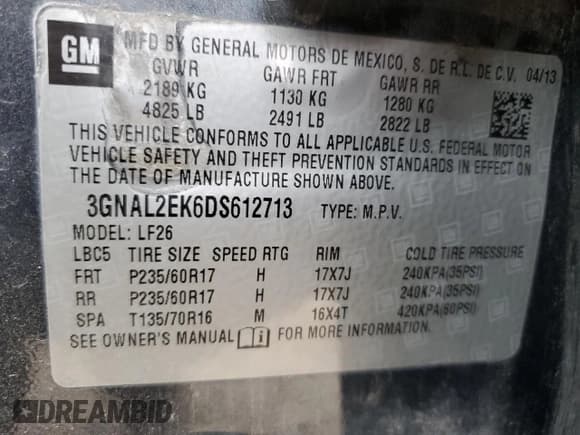 GM
MFD BY GENERAL MOTORS DE MEXICO, S. DE R.L. DE C.V. 04/13
GVWR GAWR FRT GAWR RR
2189 KG 1130 KG 1280 KG
4825 LB 2491 LB 2822 LB
THIS VEHICLE CONFORMS TO ALL APPLICABLE U.S. FEDERAL MOTOR
VEHICLE SAFETY AND THEFT PREVENTION STANDARDS IN EFFECT ON
DATE OF MANUFACTURE SHOWN ABOVE.
3GNAL2EK6DS612713 TYPE: M.P.V.
MODEL: LF26
LBC5 TIRE SIZE SPEED RTG RIM COLD TIRE PRESSURE
FRT P235/60R17 H 17X7J 240KPA(35PSI)
RR P235/60R17 H 17X7J 240KPA(35PSI)
SPA T135/70R16 M 16X4T 420KPA(60PSI)
SEE OWNER'S MANUAL i FOR MORE INFORMATION.
DREAMBID